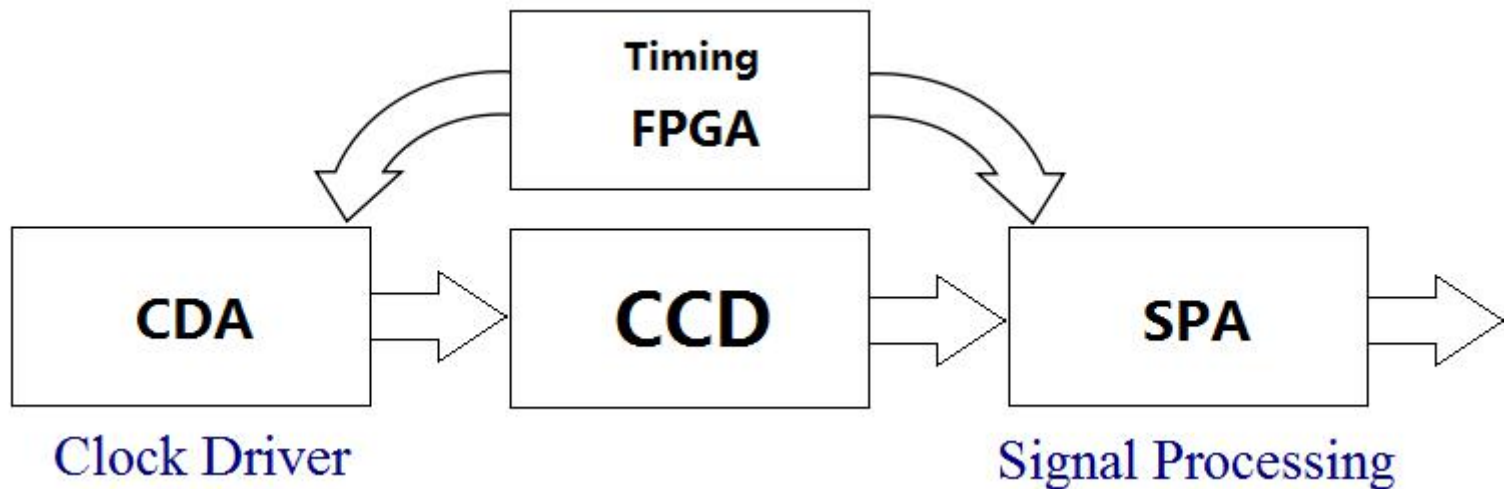 Timing
FPGA
CDA
CCD
SPA
Clock Driver
Signal Processing